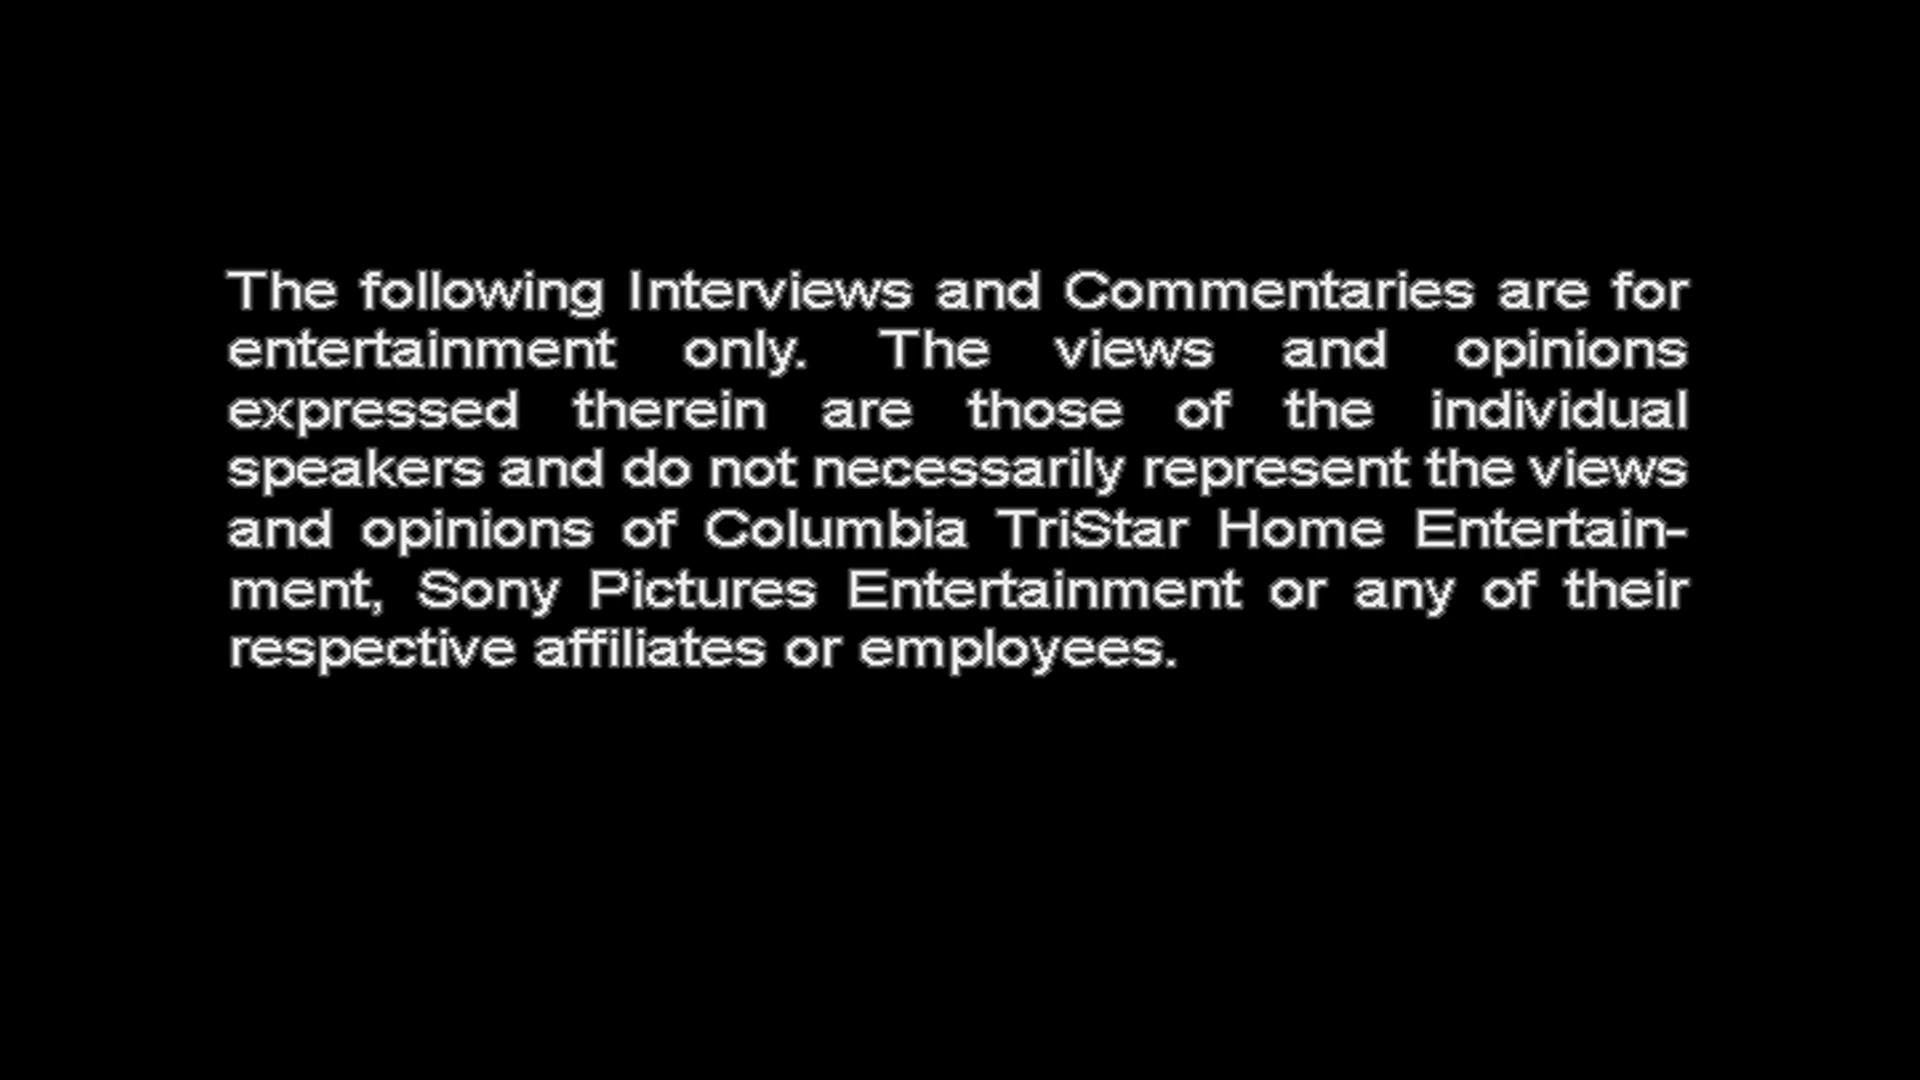 The following Interviews and Commentaries are for
entertainment only. The views and opinions
expressed therein are those of the individual
speakers and do not necessarily represent the views
and opinions of Columbia TriStar Home Entertain-
ment, Sony Pictures Entertainment or any of their
respective affiliates or employees.